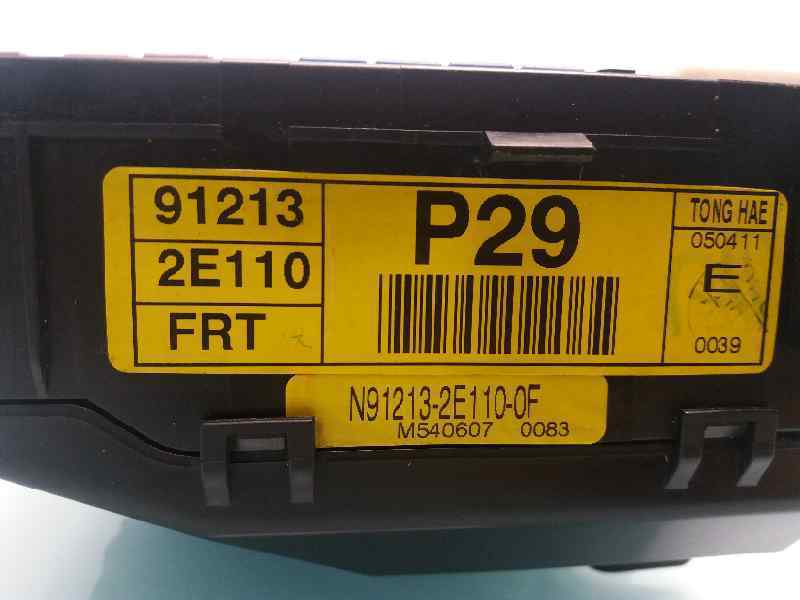 91213
2E110
FRT
P29
TONG HAE
050411
E
0039
N91213-2E110-0F
M540607 0083